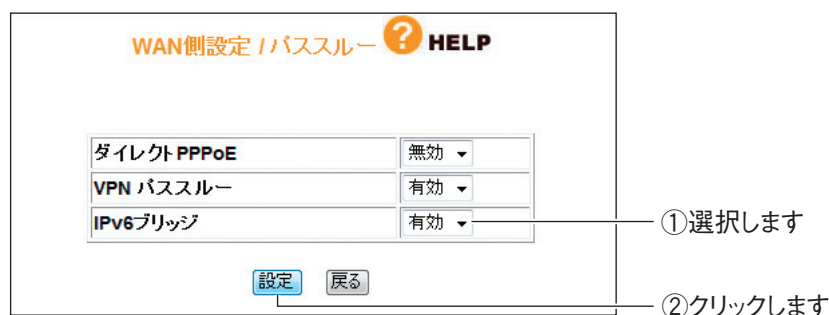 WAN側設定 / パススルー ? HELP
ダイレクトPPPoE 無効
VPN パススルー 有効
IPv6ブリッジ 有効
①選択します
設定 戻る
②クリックします